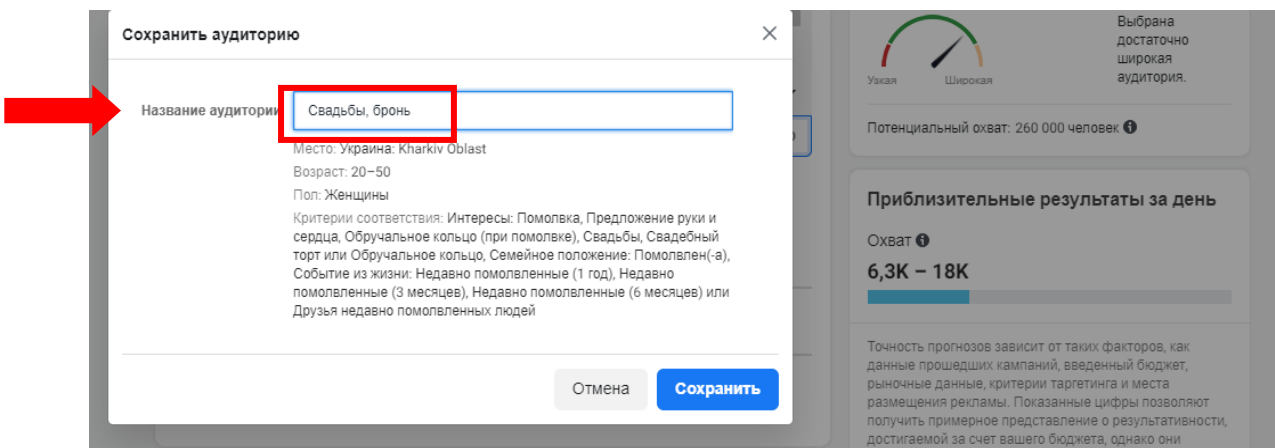 Сохранить аудиторию
Название аудитории
Свадьбы, бронь
Место: Украина: Kharkiv Oblast
Возраст: 20–50
Пол: Женщины
Критерии соответствия: Интересы: Помолвка, Предложение руки и
сердца, Обручальное кольцо (при помолвке), Свадьбы, Свадебный
торт или Обручальное кольцо, Семейное положение: Помолвлен(-а),
Событие из жизни: Недавно помолвленные (1 год), Недавно
помолвленные (3 месяцев), Недавно помолвленные (6 месяцев) или
Друзья недавно помолвленных людей
Отмена
Сохранить
Выбрана
достаточно
широкая
аудитория.
Узкая
Широкая
Потенциальный охват: 260 000 человек
Приблизительные результаты за день
Охват
6,3K – 18K
Точность прогнозов зависит от таких факторов, как
данные прошедших кампаний, введенный бюджет,
рыночные данные, критерии таргетинга и места
размещения рекламы. Показанные цифры позволяют
получить примерное представление о результативности,
достигаемой за счет вашего бюджета, однако они